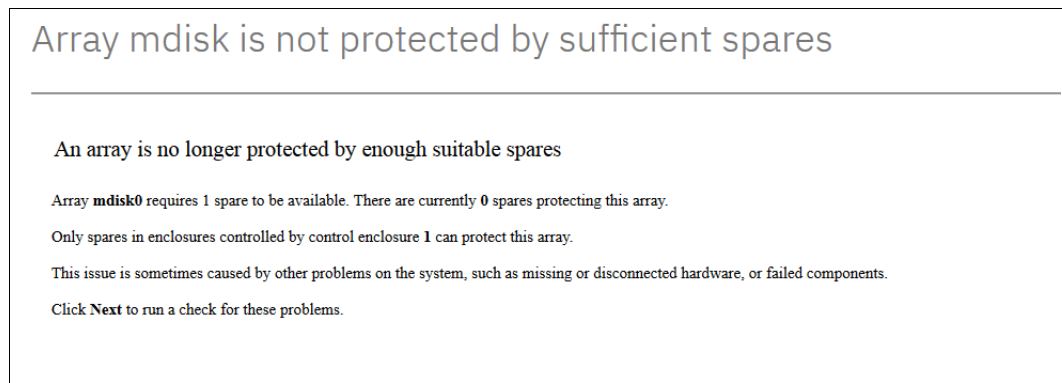 Array mdisk is not protected by sufficient spares
An array is no longer protected by enough suitable spares
Array mdisk0 requires 1 spare to be available. There are currently 0 spares protecting this array.
Only spares in enclosures controlled by control enclosure 1 can protect this array.
This issue is sometimes caused by other problems on the system, such as missing or disconnected hardware, or failed components.
Click Next to run a check for these problems.